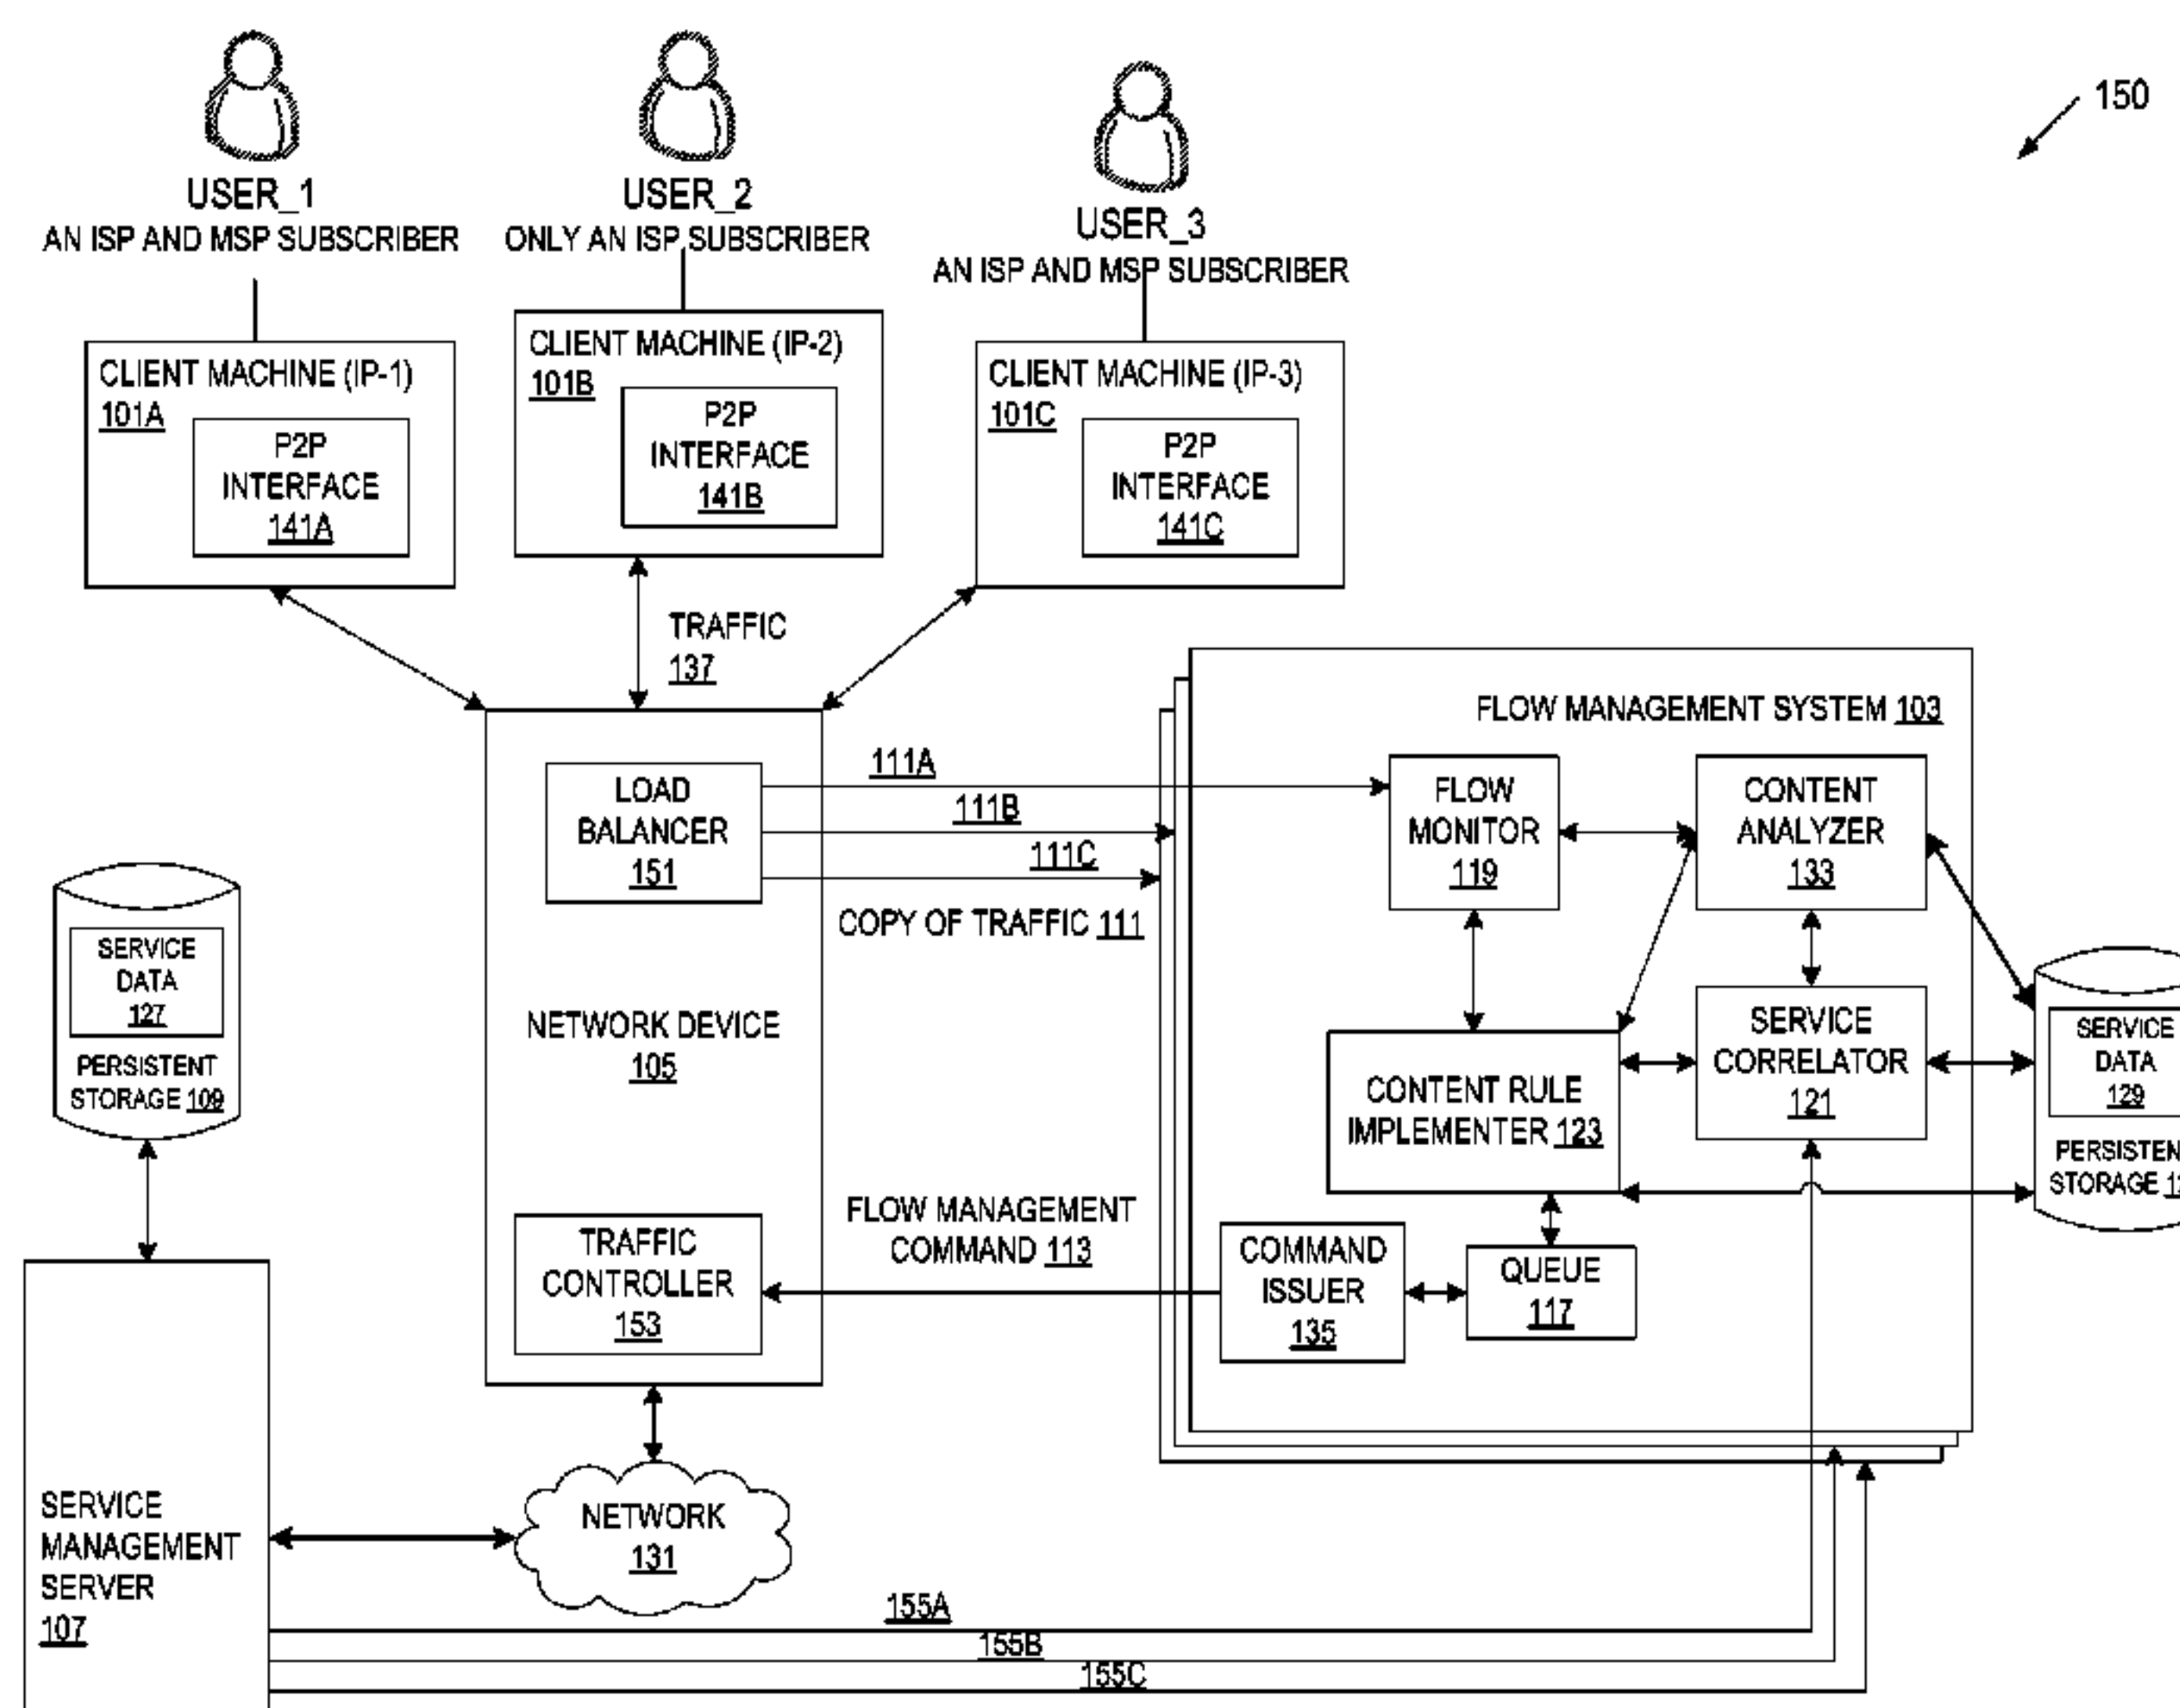 150
USER_1
AN ISP AND MSP SUBSCRIBER
USER_2
ONLY AN ISP SUBSCRIBER
USER_3
AN ISP AND MSP SUBSCRIBER
CLIENT MACHINE (IP-1)
101A
P2P
INTERFACE
141A
CLIENT MACHINE (IP-2)
101B
P2P
INTERFACE
141B
CLIENT MACHINE (IP-3)
101C
P2P
INTERFACE
141C
TRAFFIC
137
FLOW MANAGEMENT SYSTEM 103
LOAD
BALANCER
151
111A
111B
111C
COPY OF TRAFFIC 111
FLOW
MONITOR
119
CONTENT
ANALYZER
133
SERVICE
DATA
127
PERSISTENT
STORAGE 109
NETWORK DEVICE
105
CONTENT RULE
IMPLEMENTER 123
SERVICE
CORRELATOR
121
SERVICE
DATA
129
STORAGE
TRAFFIC
CONTROLLER
153
FLOW MANAGEMENT
COMMAND 113
COMMAND
ISSUER
135
QUEUE
117
SERVICE
MANAGEMENT
SERVER
107
NETWORK
131
155A
155B
155C